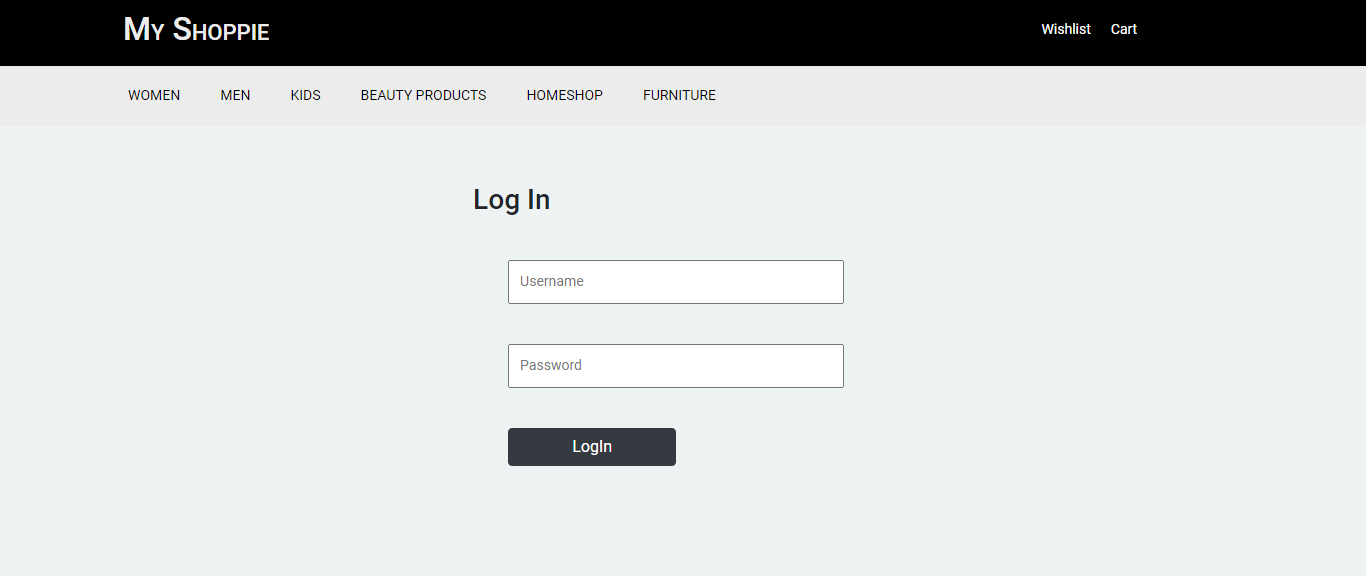 My Shoppie
Wishlist Cart
WOMEN MEN KIDS BEAUTY PRODUCTS HOMESHOP FURNITURE
Log In
Username
Password
LogIn